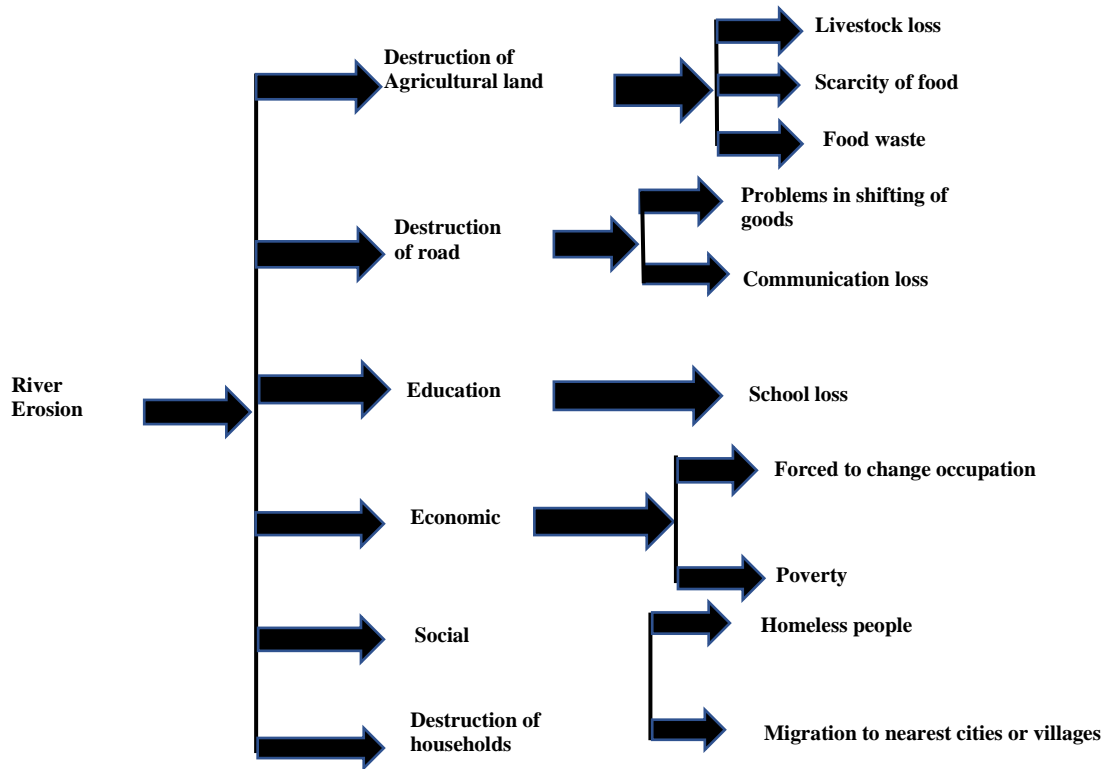 Livestock loss
Destruction of
Agricultural land
Scarcity of food
Food waste
Problems in shifting of
goods
Destruction
of road
Communication loss
River
Erosion
Education
School loss
Forced to change occupation
Economic
Poverty
Social
Homeless people
Destruction of
households
Migration to nearest cities or villages